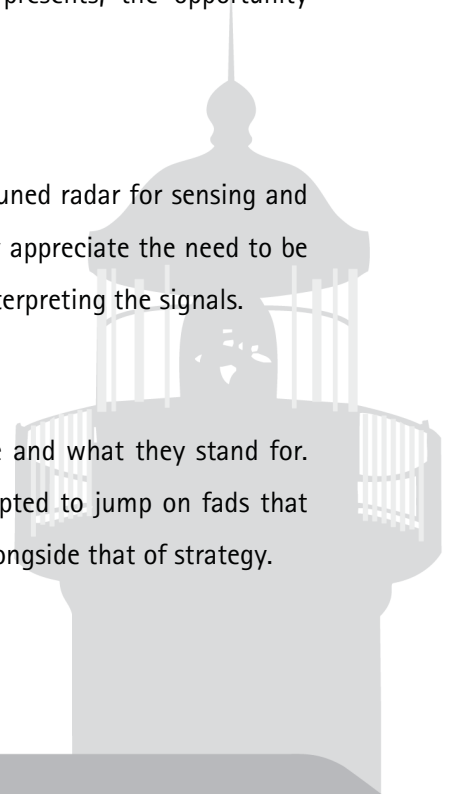 presents, the opportunity
tuned radar for sensing and
appreciate the need to be
terpreting the signals.
and what they stand for.
pted to jump on fads that
ongside that of strategy.